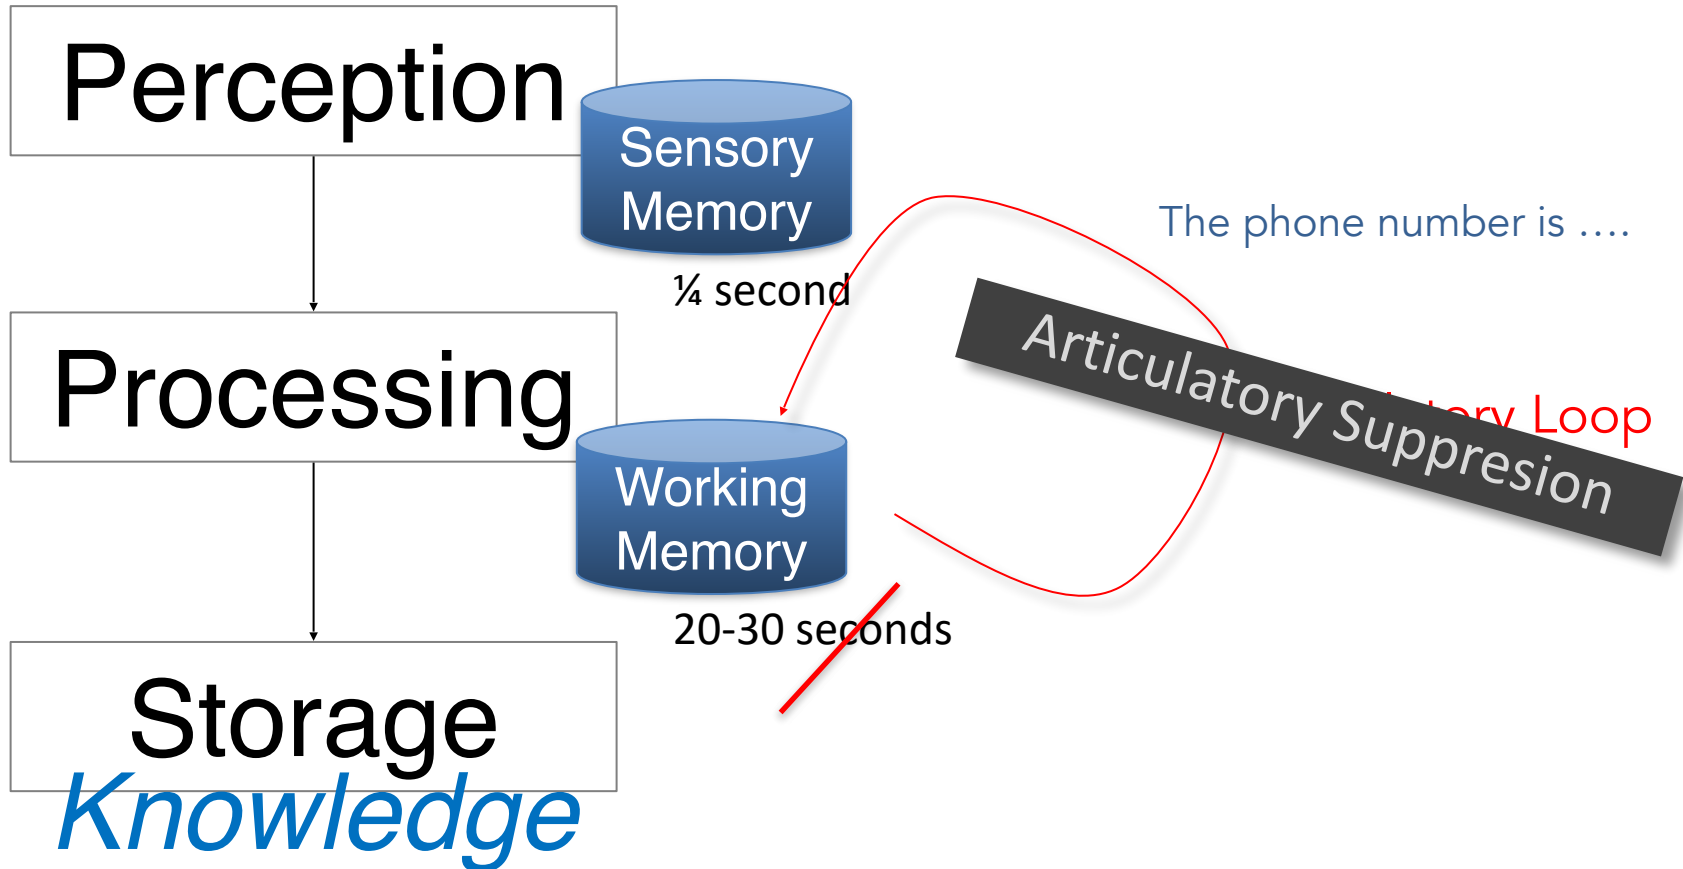 Perception
Sensory
Memory
¼ second
The phone number is ....
Processing
Articulatory Suppresion
Loop
Working
Memory
20-30 seconds
Storage
Knowledge